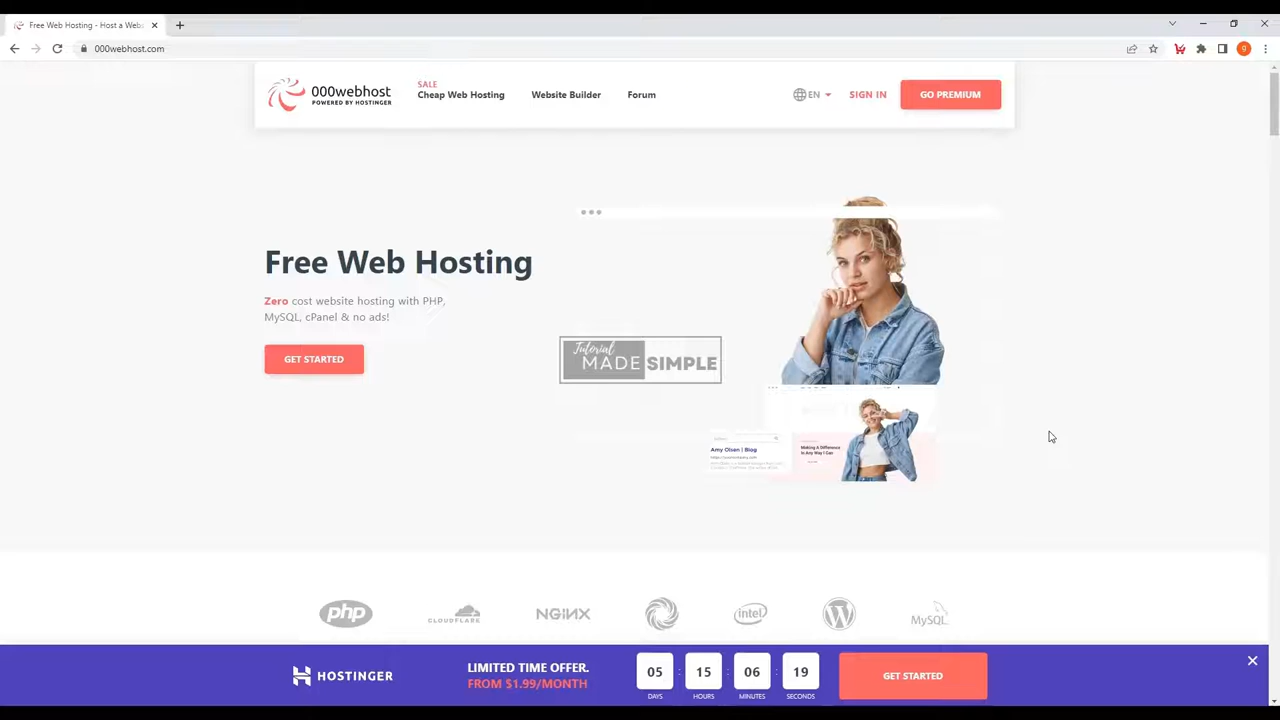 Free Web Hosting - Host a Web
000webhost.com
9
000webhost
POWERED BY HOSTINGER
SALE
Cheap Web Hosting
Website Builder
Forum
EN
SIGN IN
GO PREMIUM
Free Web Hosting
Zero cost website hosting with PHP,
MySQL, cPanel & no ads!
GET STARTED
Tutorial
MADE SIMPLE
Amy Olsen | Blog
Making A Difference
In Any Way I Can
php
CLOUDFLARE
NGINX
intel
W
MySQL
HOSTINGER
LIMITED TIME OFFER.
FROM $1.99/MONTH
05 : 15 : 06 : 19
DAYS HOURS MINUTES SECONDS
GET STARTED